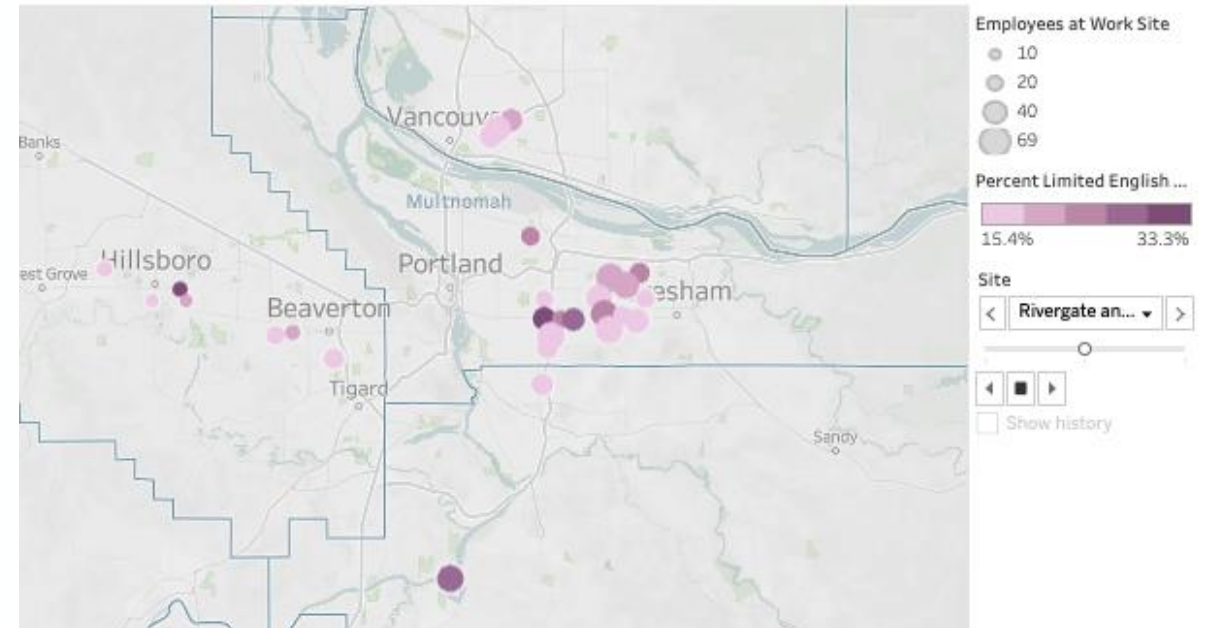 Banks
Vancouv
Multnomah
Hillsboro
est Grove
Portland
Beaverton
esham
Tigard
Sandy
Employees at Work Site
10
20
40
69
Percent Limited English ...
15.4% 33.3%
Site
< Rivergate an... >
Show history